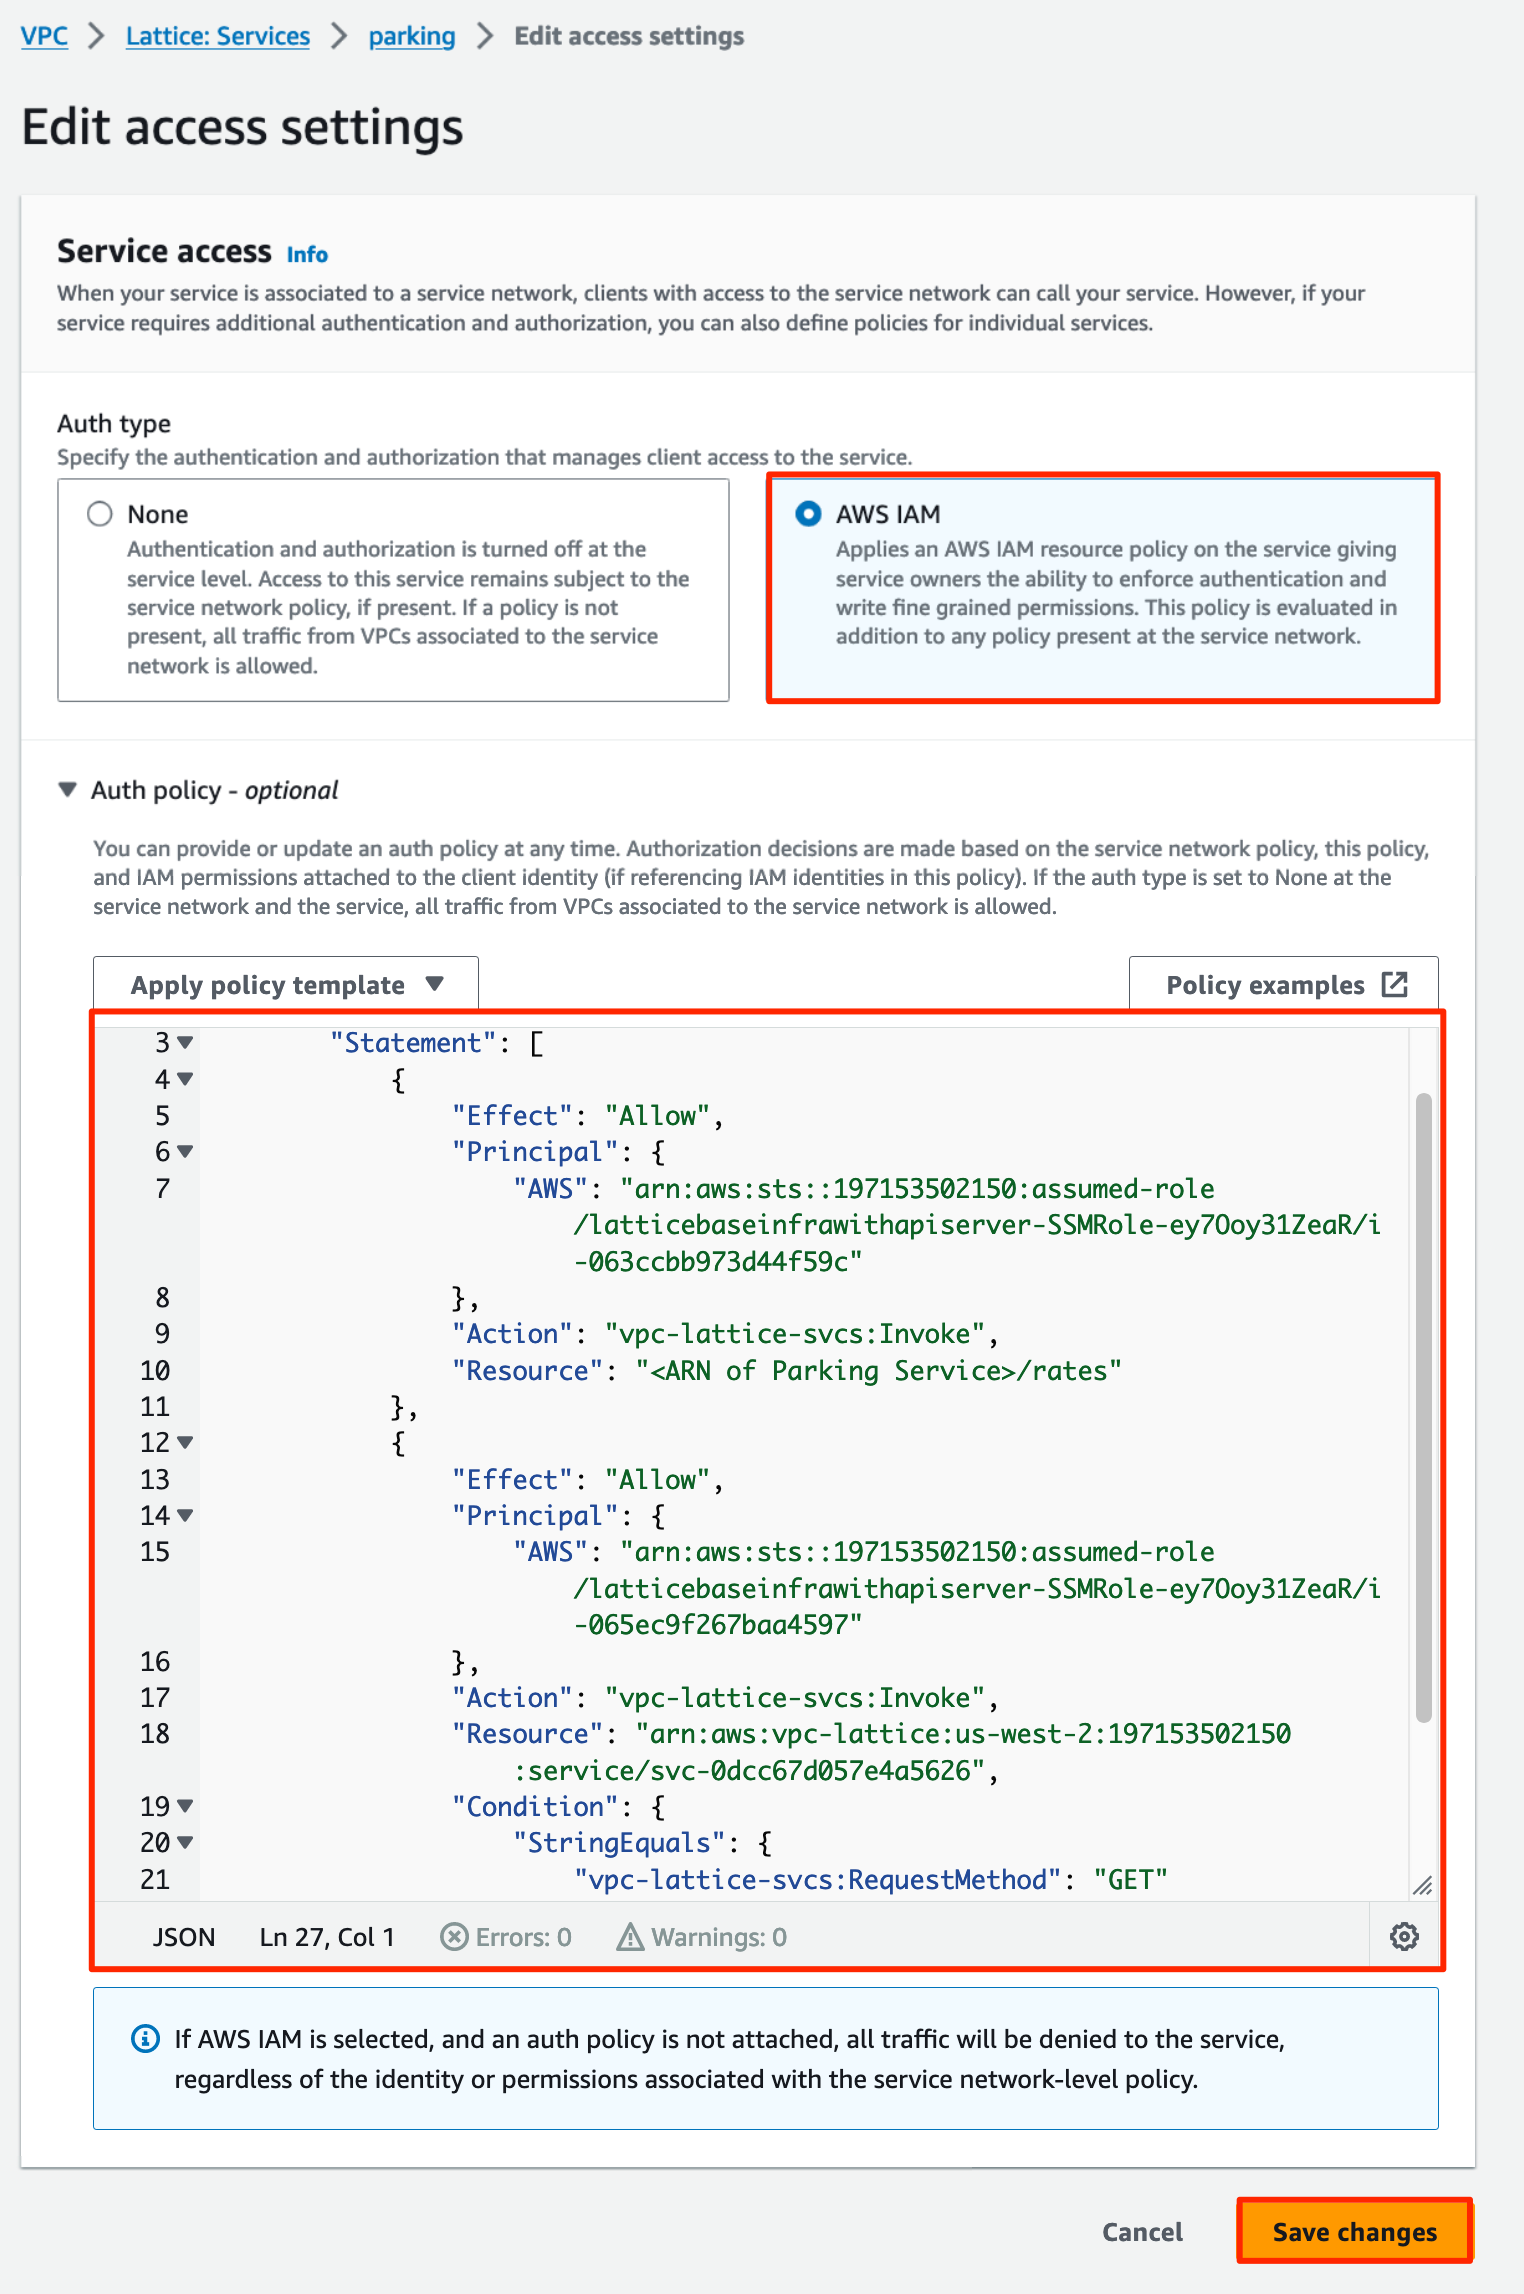 VPC > Lattice: Services > parking > Edit access settings
Edit access settings
Service access Info
When your service is associated to a service network, clients with access to the service network can call your service. However, if your
service requires additional authentication and authorization, you can also define policies for individual services.
Auth type
Specify the authentication and authorization that manages client access to the service.
None
Authentication and authorization is turned off at the
service level. Access to this service remains subject to the
service network policy, if present. If a policy is not
present, all traffic from VPCs associated to the service
network is allowed.
AWS IAM
Applies an AWS IAM resource policy on the service giving
service owners the ability to enforce authentication and
write fine grained permissions. This policy is evaluated in
addition to any policy present at the service network.
Auth policy - optional
You can provide or update an auth policy at any time. Authorization decisions are made based on the service network policy, this policy,
and IAM permissions attached to the client identity (if referencing IAM identities in this policy). If the auth type is set to None at the
service network and the service, all traffic from VPCs associated to the service network is allowed.
Apply policy template
Policy examples
3 "Statement": [
4 {
5 "Effect": "Allow",
6 "Principal": {
7 "AWS": "arn:aws:sts::197153502150:assumed-role
/latticebaseinfrawithapiserver-SSMRole-ey7Ooy31ZeaR/i
-063ccbb973d44f59c"
8 },
9 "Action": "vpc-lattice-svcs:Invoke",
10 "Resource": "<ARN of Parking Service>/rates"
11 },
12 {
13 "Effect": "Allow",
14 "Principal": {
15 "AWS": "arn:aws:sts::197153502150:assumed-role
/latticebaseinfrawithapiserver-SSMRole-ey7Ooy31ZeaR/i
-065ec9f267baa4597"
16 },
17 "Action": "vpc-lattice-svcs:Invoke",
18 "Resource": "arn:aws:vpc-lattice:us-west-2:197153502150
:service/svc-0dcc67d057e4a5626",
19 "Condition": {
20 "StringEquals": {
21 "vpc-lattice-svcs:RequestMethod": "GET"
JSON Ln 27, Col 1 Errors: 0 Warnings: 0
If AWS IAM is selected, and an auth policy is not attached, all traffic will be denied to the service,
regardless of the identity or permissions associated with the service network-level policy.
Cancel
Save changes